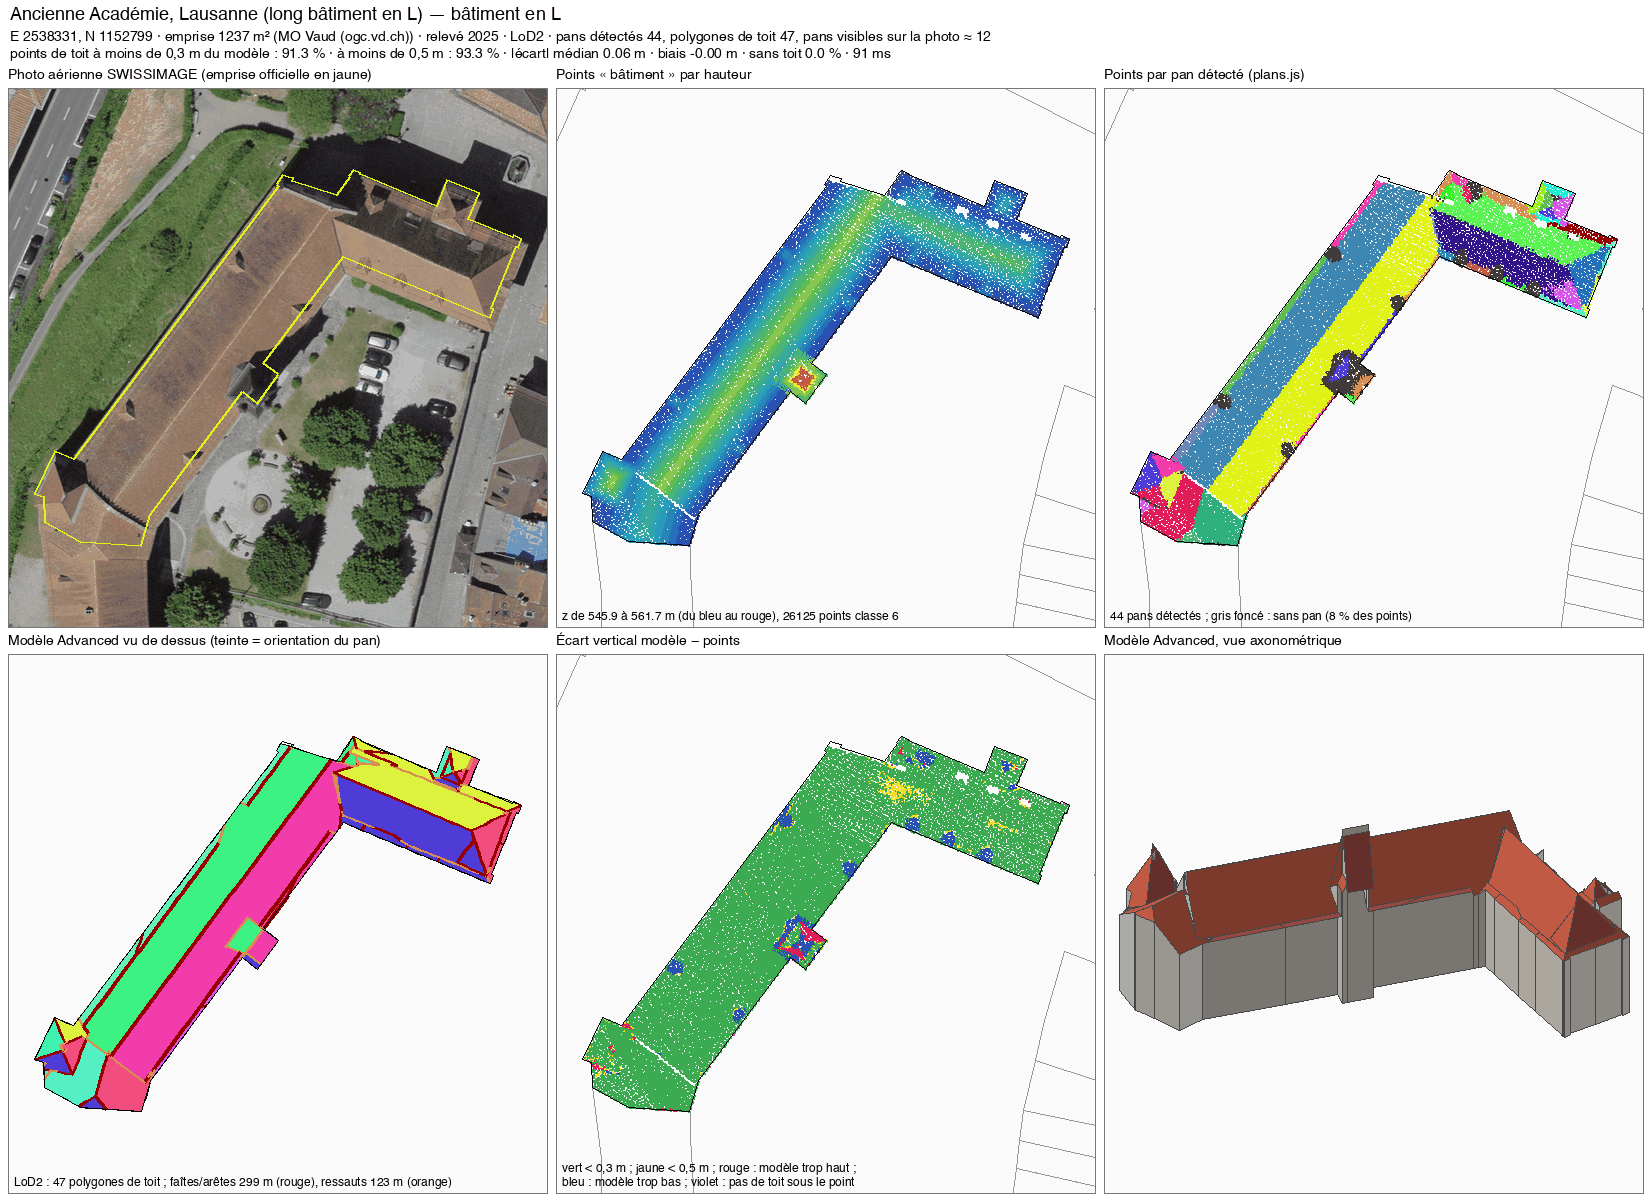 Ancienne Académie, Lausanne (long bâtiment en L) — bâtiment en L
E 2538331, N 1152799 · emprise 1237 m² (MO Vaud (ogc.vd.ch)) · relevé 2025 · LoD2 · pans détectés 44, polygones de toit 47, pans visibles sur la photo ≈ 12
points de toit à moins de 0,3 m du modèle : 91.3 % · à moins de 0,5 m : 93.3 % · lécartl médian 0.06 m · biais -0.00 m · sans toit 0.0 % · 91 ms
Photo aérienne SWISSIMAGE (emprise officielle en jaune)
Points « bâtiment » par hauteur
Points par pan détecté (plans.js)
z de 545.9 à 561.7 m (du bleu au rouge), 26125 points classe 6
44 pans détectés ; gris foncé : sans pan (8 % des points)
Modèle Advanced vu de dessus (teinte = orientation du pan)
Écart vertical modèle – points
Modèle Advanced, vue axonométrique
LoD2 : 47 polygones de toit ; faîtes/arêtes 299 m (rouge), ressauts 123 m (orange)
vert < 0,3 m ; jaune < 0,5 m ; rouge : modèle trop haut ;
bleu : modèle trop bas ; violet : pas de toit sous le point